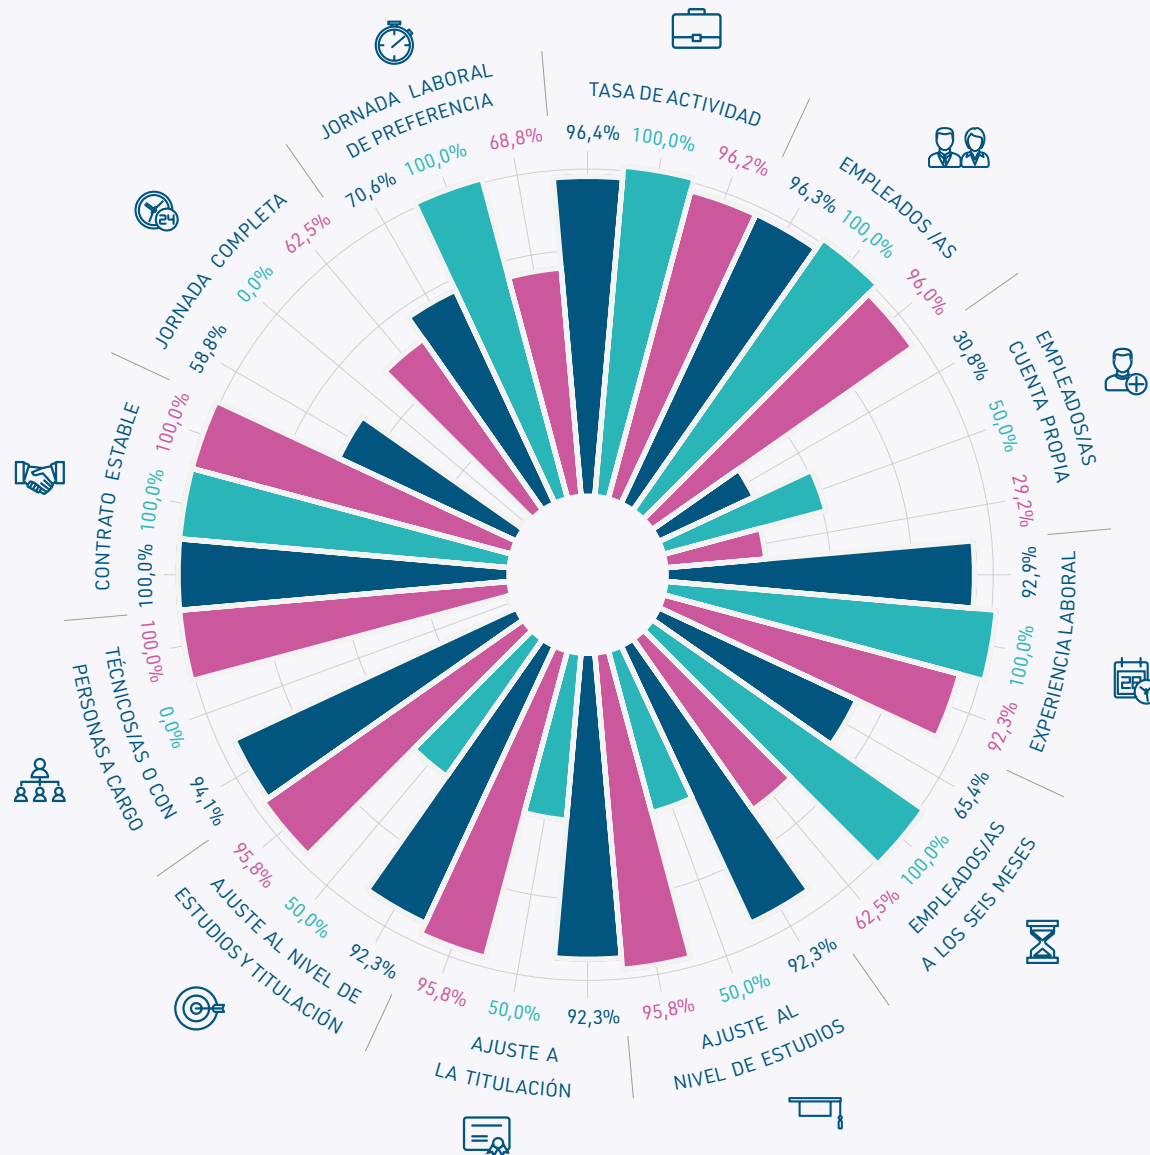 TASA DE ACTIVIDAD
96,4%
100,0%
96,2%
EMPLEADOS/AS
96,3%
100,0%
96,0%
EMPLEADOS/AS
CUENTA PROPIA
30,8%
50,0%
29,2%
EXPERIENCIA LABORAL
92,9%
100,0%
92,3%
EMPLEADOS/AS
A LOS SEIS MESES
65,4%
100,0%
62,5%
AJUSTE AL
NIVEL DE ESTUDIOS
92,3%
50,0%
95,8%
AJUSTE A
LA TITULACIÓN
92,3%
50,0%
95,8%
AJUSTE AL NIVEL DE
ESTUDIOS Y TITULACIÓN
92,3%
50,0%
95,8%
TÉCNICOS/AS O CON
PERSONAS A CARGO
94,1%
0,0%
100,0%
CONTRATO ESTABLE
100,0%
100,0%
100,0%
JORNADA COMPLETA
58,8%
0,0%
62,5%
JORNADA LABORAL
DE PREFERENCIA
70,6%
100,0%
68,8%
24